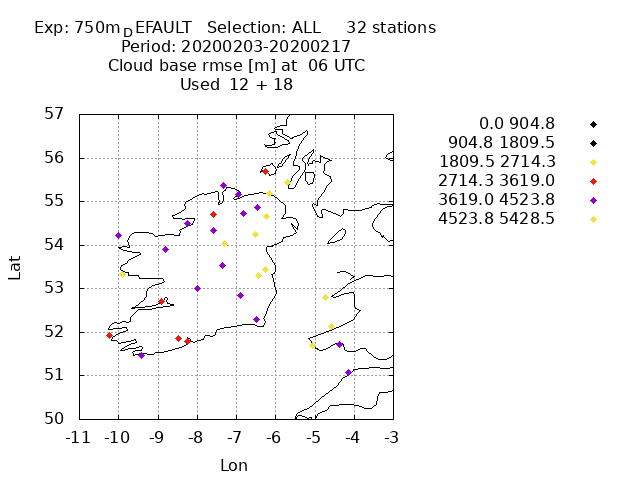 Exp: 750mDEFAULT Selection: ALL 32 stations
Period: 20200203-20200217
Cloud base rmse [m] at 06 UTC
Used 12 + 18
0.0 904.8
904.8 1809.5
1809.5 2714.3
2714.3 3619.0
3619.0 4523.8
4523.8 5428.5
57
56
55
54
53
52
51
50
Lat
-11 -10 -9 -8 -7 -6 -5 -4 -3
Lon